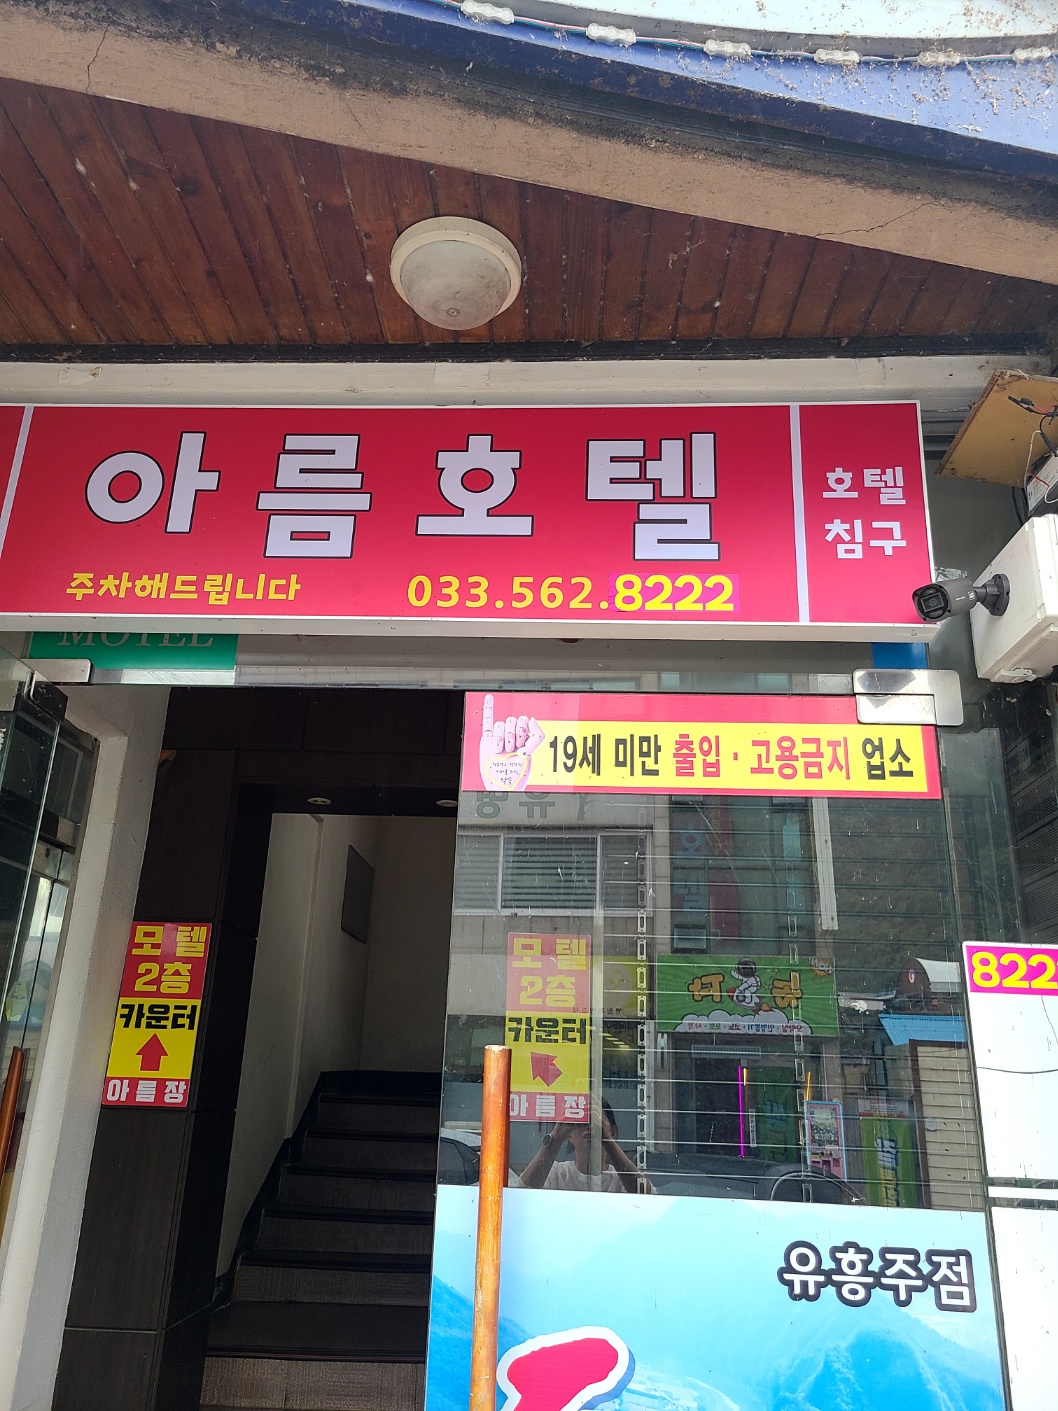 아름호텔
주차해드립니다
033.562.8222
호텔
침구
MOTEL
19세 미만 출입·고용금지 업소
모텔
2층
카운터
아름장
모텔
2층
카운터
아름장
822
유흥주점